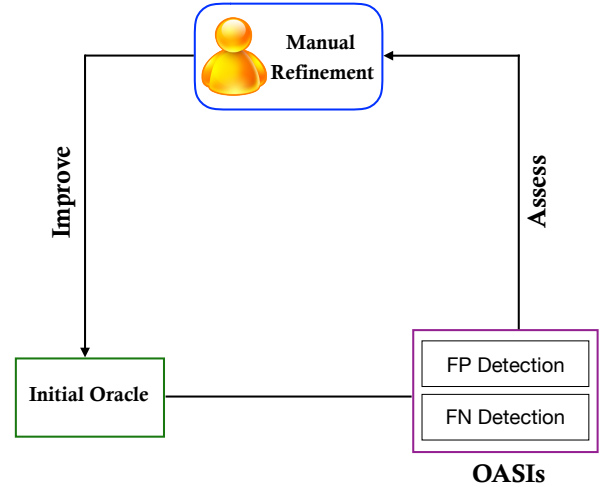 Manual
Refinement
Improve
Assess
Initial Oracle
FP Detection
FN Detection
OASIs